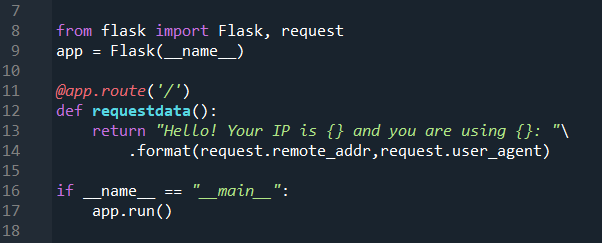 7
8 from flask import Flask, request
9 app = Flask(__name__)
10
11 @app.route('/')
12 def requestdata():
13     return "Hello! Your IP is {} and you are using {}: "\
14         .format(request.remote_addr,request.user_agent)
15
16 if __name__ == "__main__":
17     app.run()
18